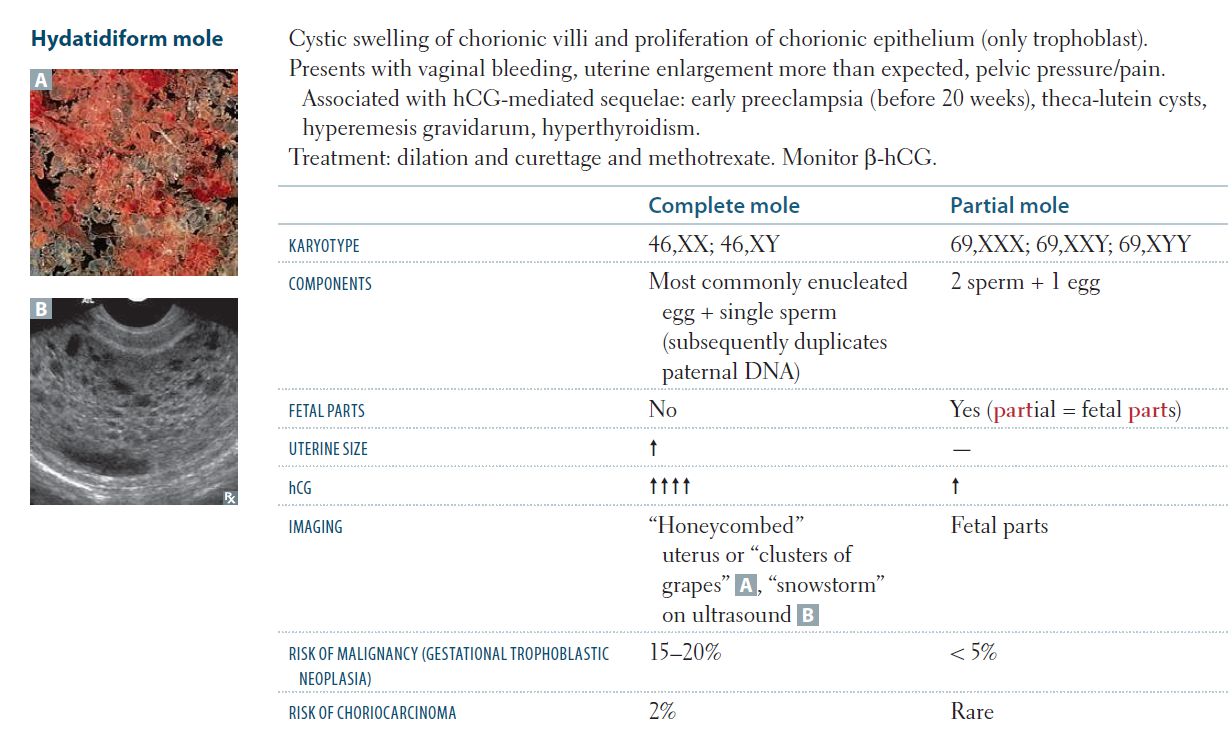 Hydatidiform mole
A
B
Rx
Cystic swelling of chorionic villi and proliferation of chorionic epithelium (only trophoblast).
Presents with vaginal bleeding, uterine enlargement more than expected, pelvic pressure/pain.
Associated with hCG-mediated sequelae: early preeclampsia (before 20 weeks), theca-lutein cysts,
hyperemesis gravidarum, hyperthyroidism.
Treatment: dilation and curettage and methotrexate. Monitor β-hCG.
Complete mole Partial mole
KARYOTYPE 46,XX; 46,XY 69,XXX; 69,XXY; 69,XYY
COMPONENTS Most commonly enucleated 2 sperm + 1 egg
egg + single sperm
(subsequently duplicates
paternal DNA)
FETAL PARTS No Yes (partial = fetal parts)
UTERINE SIZE ↑ —
hCG ↑↑↑↑ ↑
IMAGING “Honeycombed” Fetal parts
uterus or “clusters of
grapes” A, “snowstorm”
on ultrasound B
RISK OF MALIGNANCY (GESTATIONAL TROPHOBLASTIC 15–20% < 5%
NEOPLASIA)
RISK OF CHORIOCARCINOMA 2% Rare